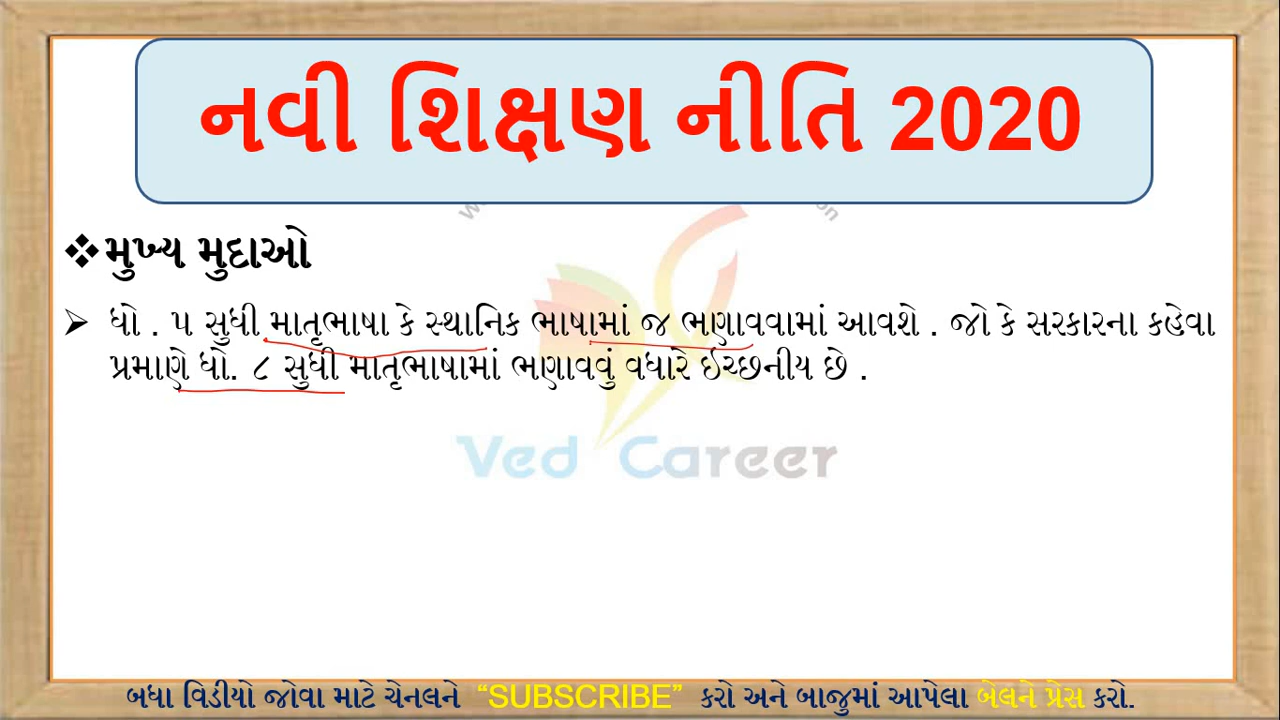 નવી શિક્ષણ નીતિ 2020
❖મુખ્ય મુદાઓ
➢ ધો . ૫ સુધી માતૃભાષા કે સ્થાનિક ભાષામાં જ ભણાવવામાં આવશે . જો કે સરકારના કહેવા
પ્રમાણે ધો. ૮ સુધી માતૃભાષામાં ભણાવવું વધારે ઈચ્છનીય છે .
Ved Career
બધા વિડીયો જોવા માટે ચેનલને “SUBSCRIBE” કરો અને બાજુમાં આપેલા બેલને પ્રેસ કરો.